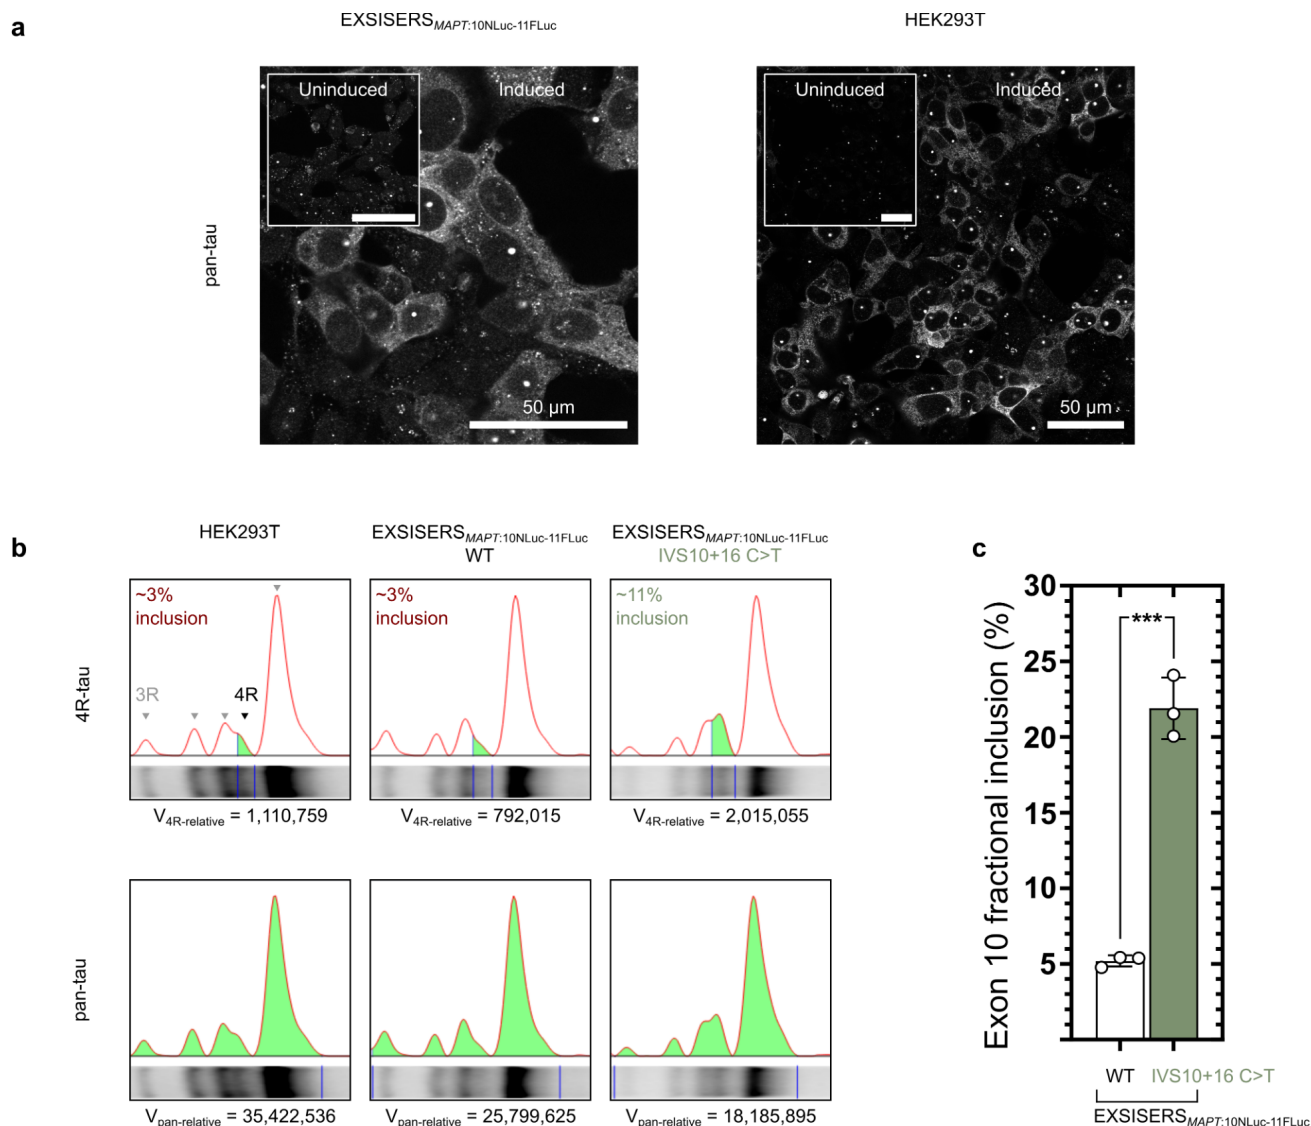 a
EXSISERSMAPT:10NLuc-11FLuc
HEK293T
pan-tau
Uninduced
Induced
50 µm
Uninduced
Induced
50 µm
b
HEK293T
EXSISERSMAPT:10NLuc-11FLuc
WT
EXSISERSMAPT:10NLuc-11FLuc
IVS10+16 C>T
4R-tau
~3%
inclusion
3R
4R
~3%
inclusion
~11%
inclusion
V4R-relative = 1,110,759
V4R-relative = 792,015
V4R-relative = 2,015,055
pan-tau
Vpan-relative = 35,422,536
Vpan-relative = 25,799,625
Vpan-relative = 18,185,895
c
Exon 10 fractional inclusion (%)
30
25
20
15
10
5
***
WT
IVS10+16 C>T
EXSISERSMAPT:10NLuc-11FLuc